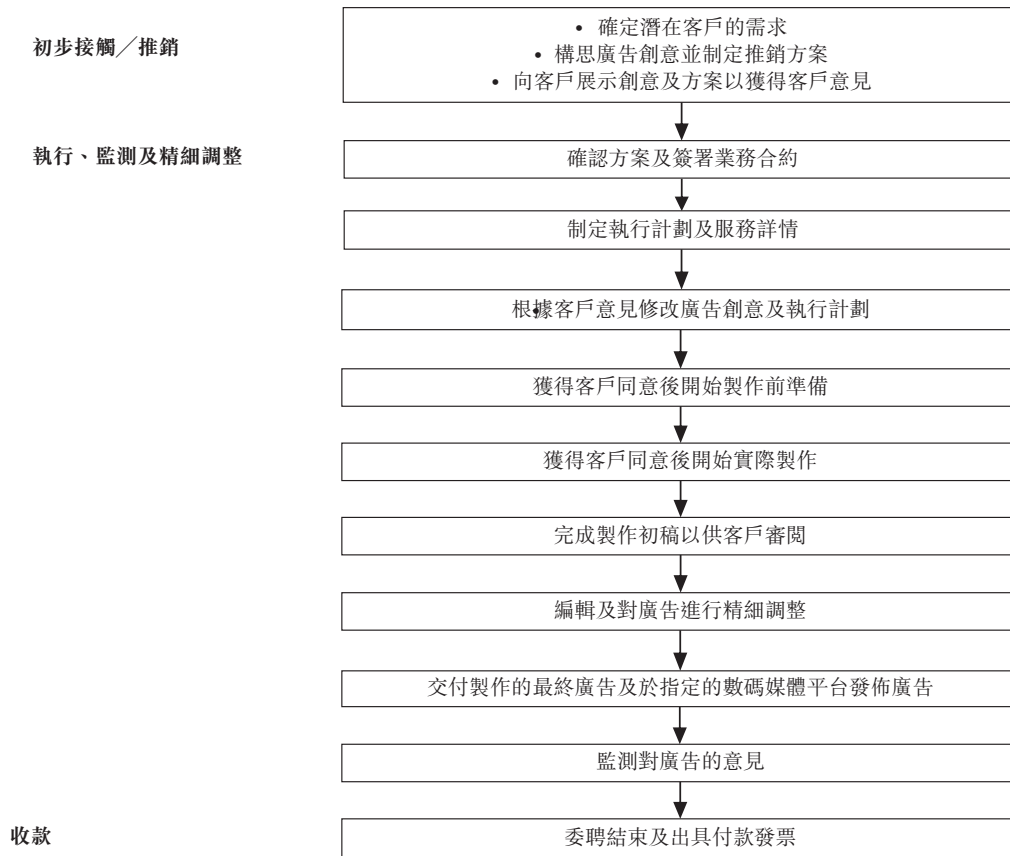 • 確定潛在客戶的需求
初步接觸╱推銷
• 構思廣告創意並制定推銷方案
• 向客戶展示創意及方案以獲得客戶意見
執行、監測及精細調整
確認方案及簽署業務合約
制定執行計劃及服務詳情
根據客戶意見修改廣告創意及執行計劃
獲得客戶同意後開始製作前準備
獲得客戶同意後開始實際製作
完成製作初稿以供客戶審閱
編輯及對廣告進行精細調整
交付製作的最終廣告及於指定的數碼媒體平台發佈廣告
監測對廣告的意見
收款
委聘結束及出具付款發票